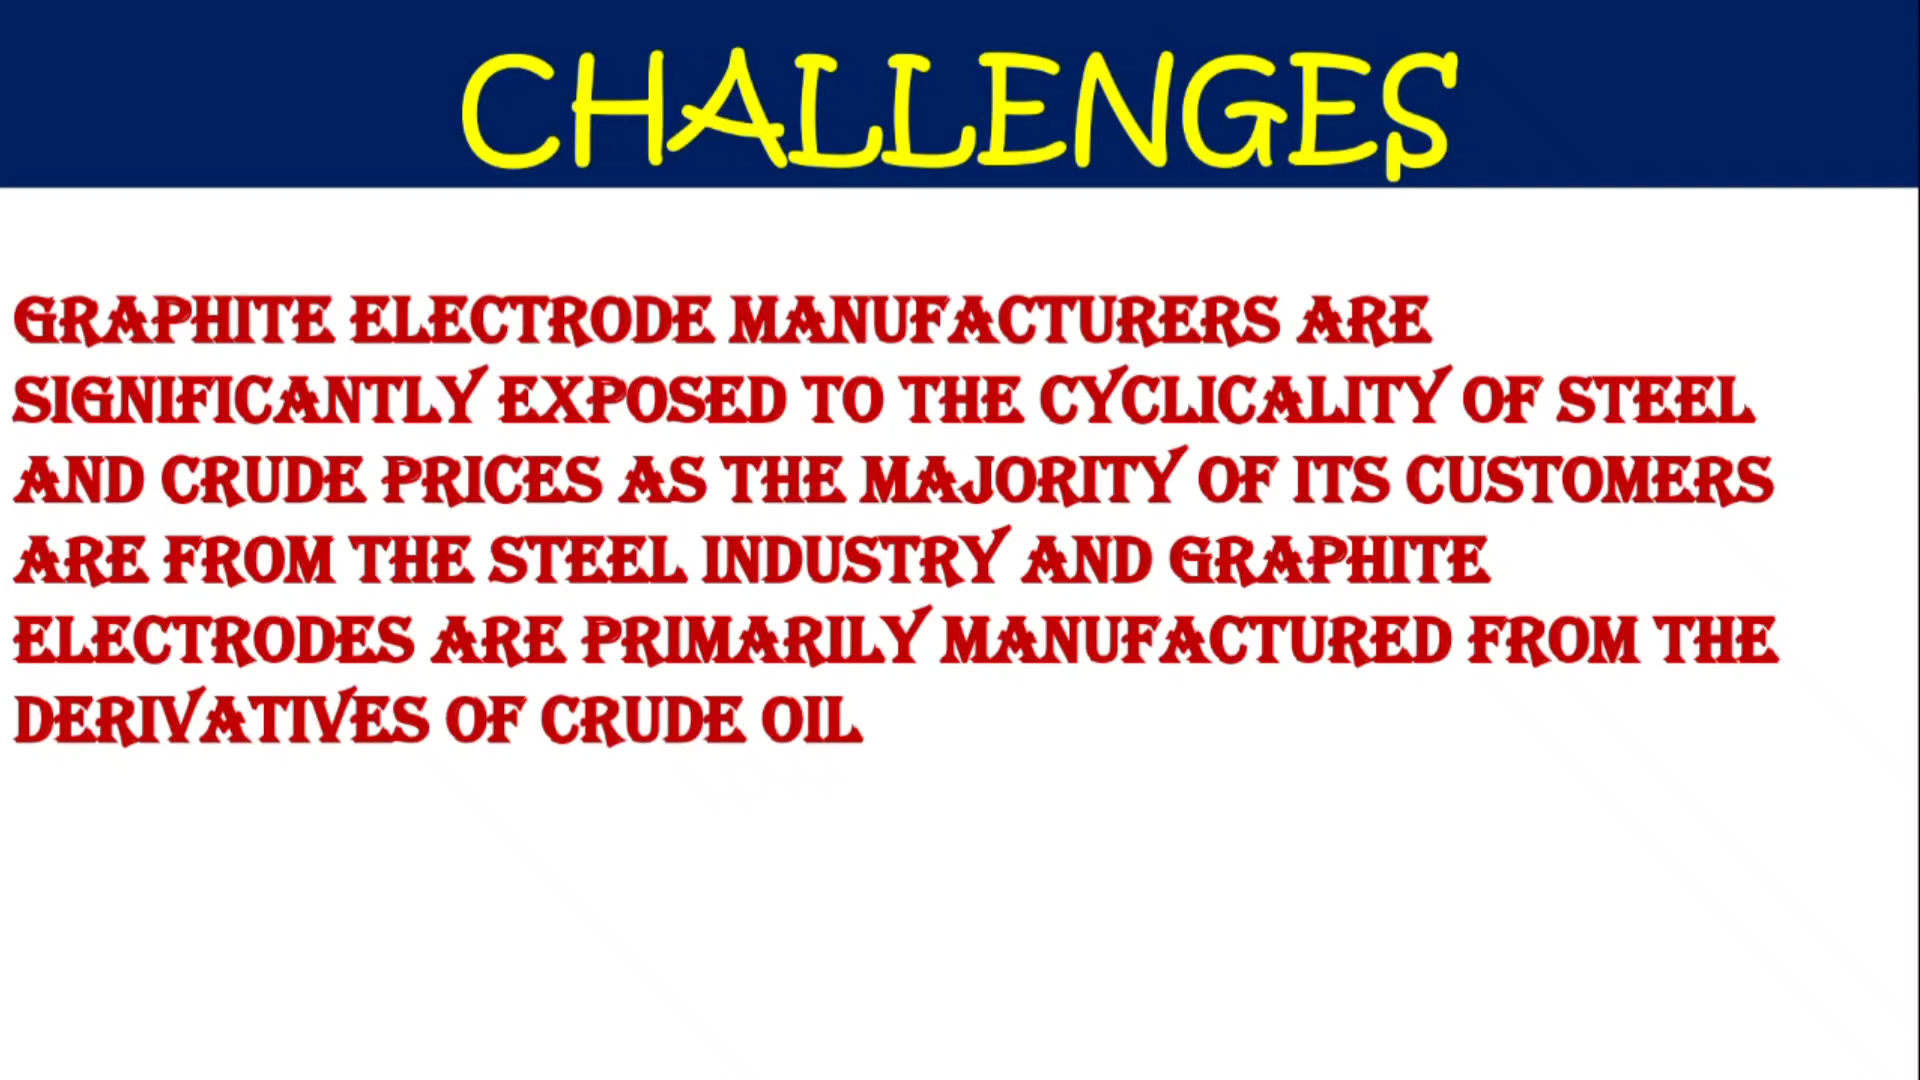 CHALLENGES
GRAPHITE ELECTRODE MANUFACTURERS ARE
SIGNIFICANTLY EXPOSED TO THE CYCLICALITY OF STEEL
AND CRUDE PRICES AS THE MAJORITY OF ITS CUSTOMERS
ARE FROM THE STEEL INDUSTRY AND GRAPHITE
ELECTRODES ARE PRIMARILY MANUFACTURED FROM THE
DERIVATIVES OF CRUDE OIL